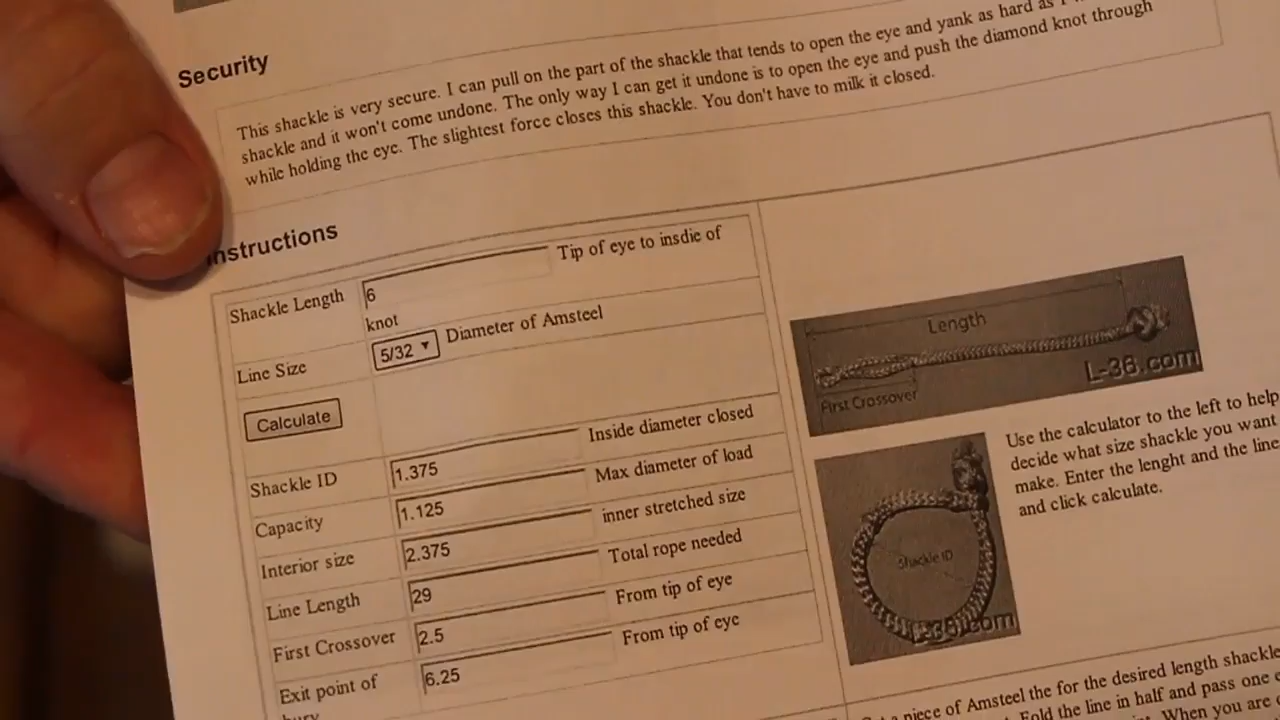 Security
This shackle is very secure. I can pull on the part of the shackle that tends to open the eye and yank as hard as I
shackle and it won't come undone. The only way I can get it undone is to open the eye and push the diamond knot through
while holding the eye. The slightest force closes this shackle. You don't have to milk it closed.
nstructions
Shackle Length 6 Tip of eye to insdie of
knot
Line Size 5/32 Diameter of Amsteel
Calculate
Shackle ID 1.375 Inside diameter closed
Capacity 1.125 Max diameter of load
Interior size 2.375 inner stretched size
Line Length 29 Total rope needed
First Crossover 2.5 From tip of eye
Exit point of 6.25 From tip of eye
bury
Length
First Crossover
L-36.com
Shackle ID
L-36.com
Use the calculator to the left to help
decide what size shackle you want
make. Enter the lenght and the line
and click calculate.
a piece of Amsteel the for the desired length shackle
Fold the line in half and pass one
When you are